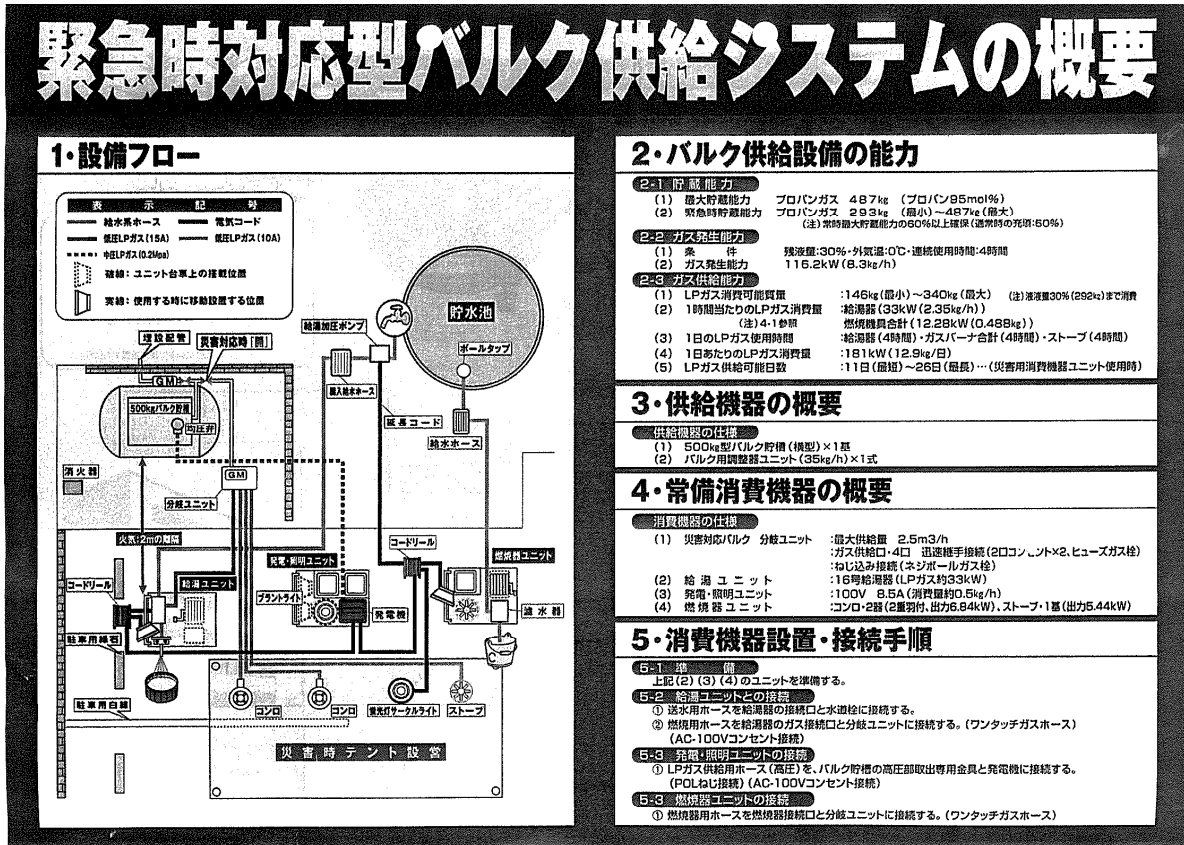 緊急時対応型バルク供給システムの概要
1・設備フロー
表示記号
給水系ホース
電気コード
低圧LPガス(15A)
低圧LPガス(10A)
中圧LPガス(0.2Mpa)
破線：ユニット台車上の搭載位置
実線：使用する時に移動設置する位置
埋設配管
災害対応時[開]
給湯加圧ポンプ
貯水池
ボールタップ
GM
500kgバルク貯槽
均圧弁
搬入給水ホース
延長コード
給水ホース
消火器
GM
分岐ユニット
火気：2mの離隔
コードリール
給湯ユニット
発電・照明ユニット
プラントライト
発電機
コードリール
燃焼器ユニット
濾水器
駐車用縁石
駐車用白線
コンロ
コンロ
蛍光灯サークルライト
ストーブ
災害時テント設営
2・バルク供給設備の能力
2-1 貯蔵能力
(1) 最大貯蔵能力 プロパンガス 487kg (プロパン95mol%)
(2) 緊急時貯蔵能力 プロパンガス 293kg (最小)～487kg (最大)
(注)常時最大貯蔵能力の60%以上確保(通常時の充填:60%)
2-2 ガス発生能力
(1) 条件 残液量:30%・外気温:0℃・連続使用時間:4時間
(2) ガス発生能力 116.2kW(8.3kg/h)
2-3 ガス供給能力
(1) LPガス消費可能質量 :146kg(最小)～340kg(最大) (注)液液量30%(292kg)まで消費
(2) 1時間当たりのLPガス消費量 :給湯器(33kW(2.35kg/h))
(注)4-1参照 燃焼機具合計(12.28kW(0.488kg))
(3) 1日のLPガス使用時間 :給湯器(4時間)・ガスバーナ合計(4時間)・ストーブ(4時間)
(4) 1日あたりのLPガス消費量 :181kW(12.9kg/日)
(5) LPガス供給可能日数 :11日(最短)～26日(最長)…(災害用消費機器ユニット使用時)
3・供給機器の概要
供給機器の仕様
(1) 500kg型バルク貯槽(横型)×1基
(2) バルク用調整器ユニット(35kg/h)×1式
4・常備消費機器の概要
消費機器の仕様
(1) 災害対応バルク 分岐ユニット :最大供給量 2.5m3/h
:ガス供給口・4口 迅速継手接続(2口コンセント×2、ヒューズガス栓)
:ねじ込み接続(ネジボールガス栓)
(2) 給湯ユニット :16号給湯器(LPガス約33kW)
(3) 発電・照明ユニット :100V 8.5A(消費量約0.5kg/h)
(4) 燃焼器ユニット :コンロ・2器(2重羽付、出力6.84kW)、ストーブ・1基(出力5.44kW)
5・消費機器設置・接続手順
5-1 準備
上記(2)(3)(4)のユニットを準備する。
5-2 給湯ユニットとの接続
① 送水用ホースを給湯器の接続口と水道栓に接続する。
② 燃焼用ホースを給湯器のガス接続口と分岐ユニットに接続する。(ワンタッチガスホース)
(AC-100Vコンセント接続)
5-3 発電・照明ユニットの接続
① LPガス供給用ホース(高圧)を、バルク貯槽の高圧部取出専用金具と発電機に接続する。
(POLねじ接続)(AC-100Vコンセント接続)
5-3 燃焼器ユニットの接続
① 燃焼器用ホースを燃焼器接続口と分岐ユニットに接続する。(ワンタッチガスホース)